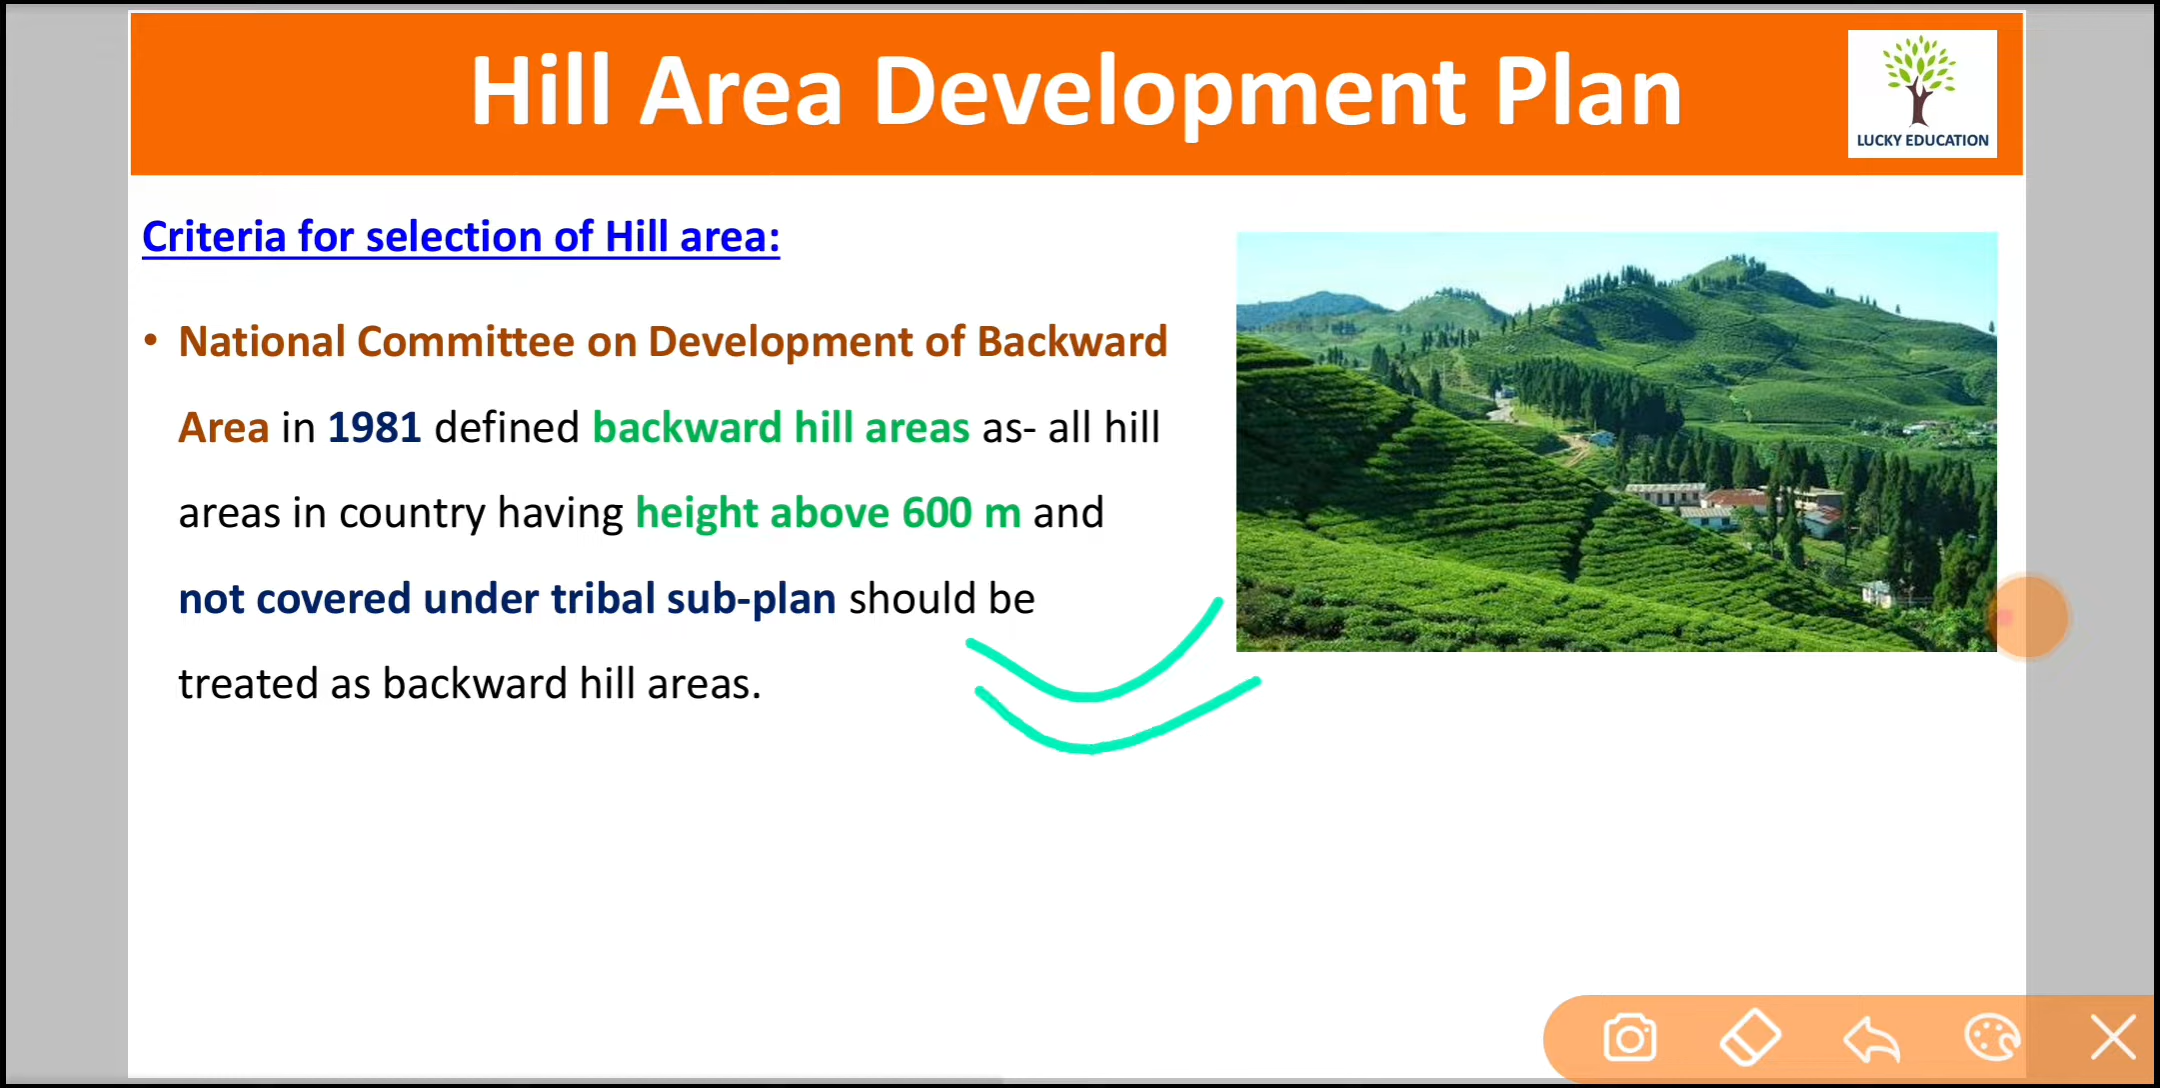 Hill Area Development Plan
LUCKY EDUCATION
Criteria for selection of Hill area:
• National Committee on Development of Backward
Area in 1981 defined backward hill areas as- all hill
areas in country having height above 600 m and
not covered under tribal sub-plan should be
treated as backward hill areas.